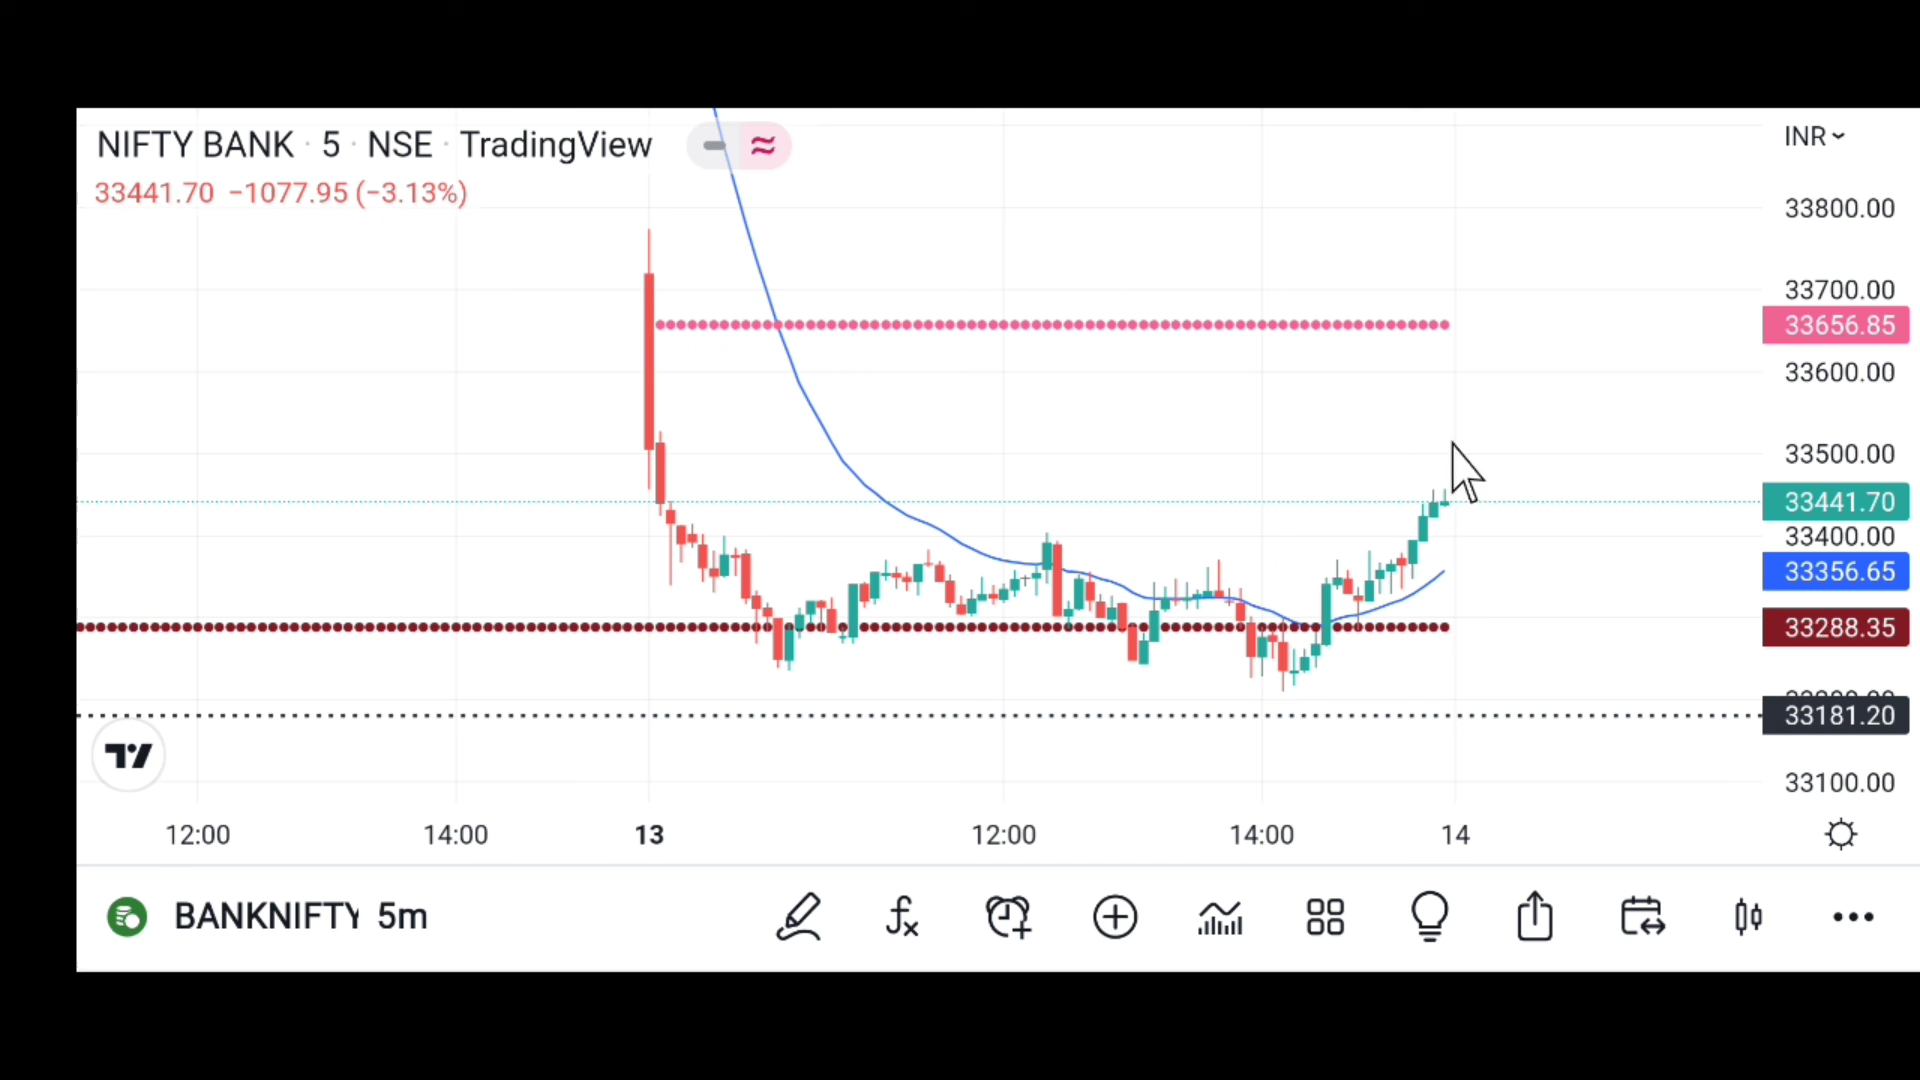 NIFTY BANK · 5 · NSE · TradingView
33441.70 −1077.95 (−3.13%)
INR
33800.00
33700.00
33656.85
33600.00
33500.00
33441.70
33400.00
33356.65
33288.35
33181.20
33100.00
12:00 14:00 13 12:00 14:00 14
BANKNIFTY 5m